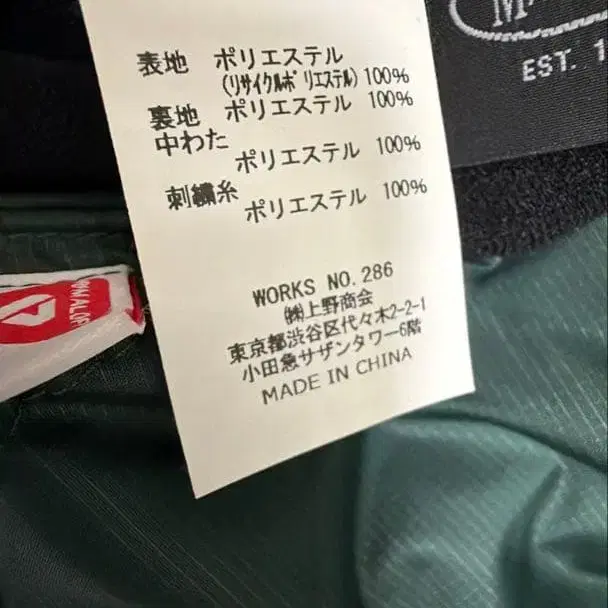 表地 ポリエステル
(リサイクルポリエステル) 100%
裏地 ポリエステル 100%
中わた
ポリエステル 100%
刺繍糸
ポリエステル 100%
WORKS NO. 286
㈱上野商会
東京都渋谷区代々木2-2-1
小田急サザンタワー6階
MADE IN CHINA
EST. 1